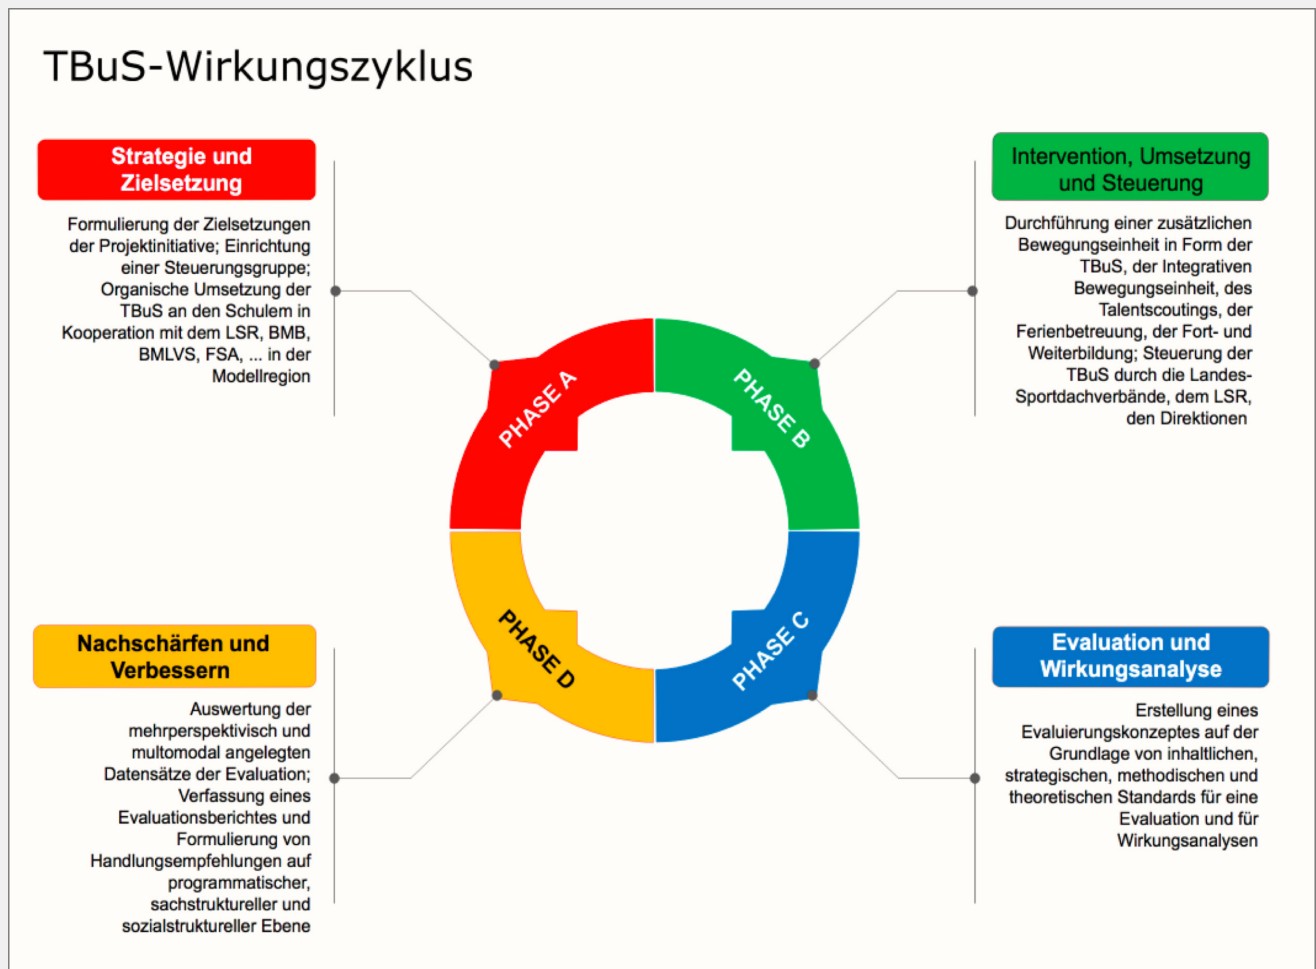 TBuS-Wirkungszyklus
Strategie und
Zielsetzung
Formulierung der Zielsetzungen
der Projektinitiative; Einrichtung
einer Steuerungsgruppe;
Organische Umsetzung der
TBuS an den Schulem in
Kooperation mit dem LSR, BMB,
BMLVS, FSA, ... in der
Modellregion
Intervention, Umsetzung
und Steuerung
Durchführung einer zusätzlichen
Bewegungseinheit in Form der
TBuS, der Integrativen
Bewegungseinheit, des
Talentscoutings, der
Ferienbetreuung, der Fort- und
Weiterbildung; Steuerung der
TBuS durch die Landes-
Sportdachverbände, dem LSR,
den Direktionen
PHASE A
PHASE B
PHASE D
PHASE C
Nachschärfen und
Verbessern
Auswertung der
mehrperspektivisch und
multomodal angelegten
Datensätze der Evaluation;
Verfassung eines
Evaluationsberichtes und
Formulierung von
Handlungsempfehlungen auf
programmatischer,
sachstruktureller und
sozialstruktureller Ebene
Evaluation und
Wirkungsanalyse
Erstellung eines
Evaluierungskonzeptes auf der
Grundlage von inhaltlichen,
strategischen, methodischen und
theoretischen Standards für eine
Evaluation und für
Wirkungsanalysen